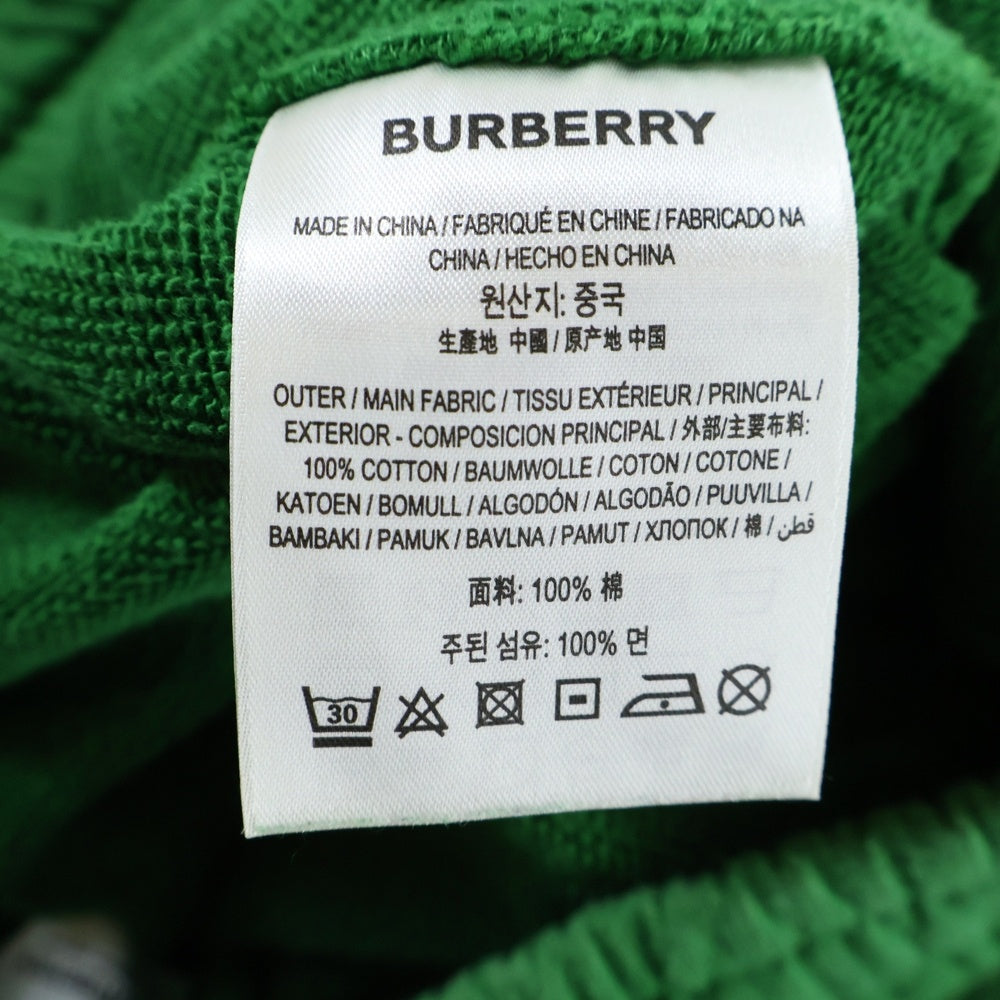 BURBERRY
MADE IN CHINA / FABRIQUÉ EN CHINE / FABRICADO NA
CHINA / HECHO EN CHINA
원산지: 중국
生產地 中國 / 原产地 中国
OUTER / MAIN FABRIC / TISSU EXTÉRIEUR / PRINCIPAL /
EXTERIOR - COMPOSICION PRINCIPAL / 外部/主要布料:
100% COTTON / BAUMWOLLE / COTON / COTONE /
KATOEN / BOMULL / ALGODÓN / ALGODÃO / PUUVILLA /
BAMBAKI / PAMUK / BAVLNA / PAMUT / ХЛОПОК / 棉 / قطن
面料: 100% 棉
주된 섬유: 100% 면
30